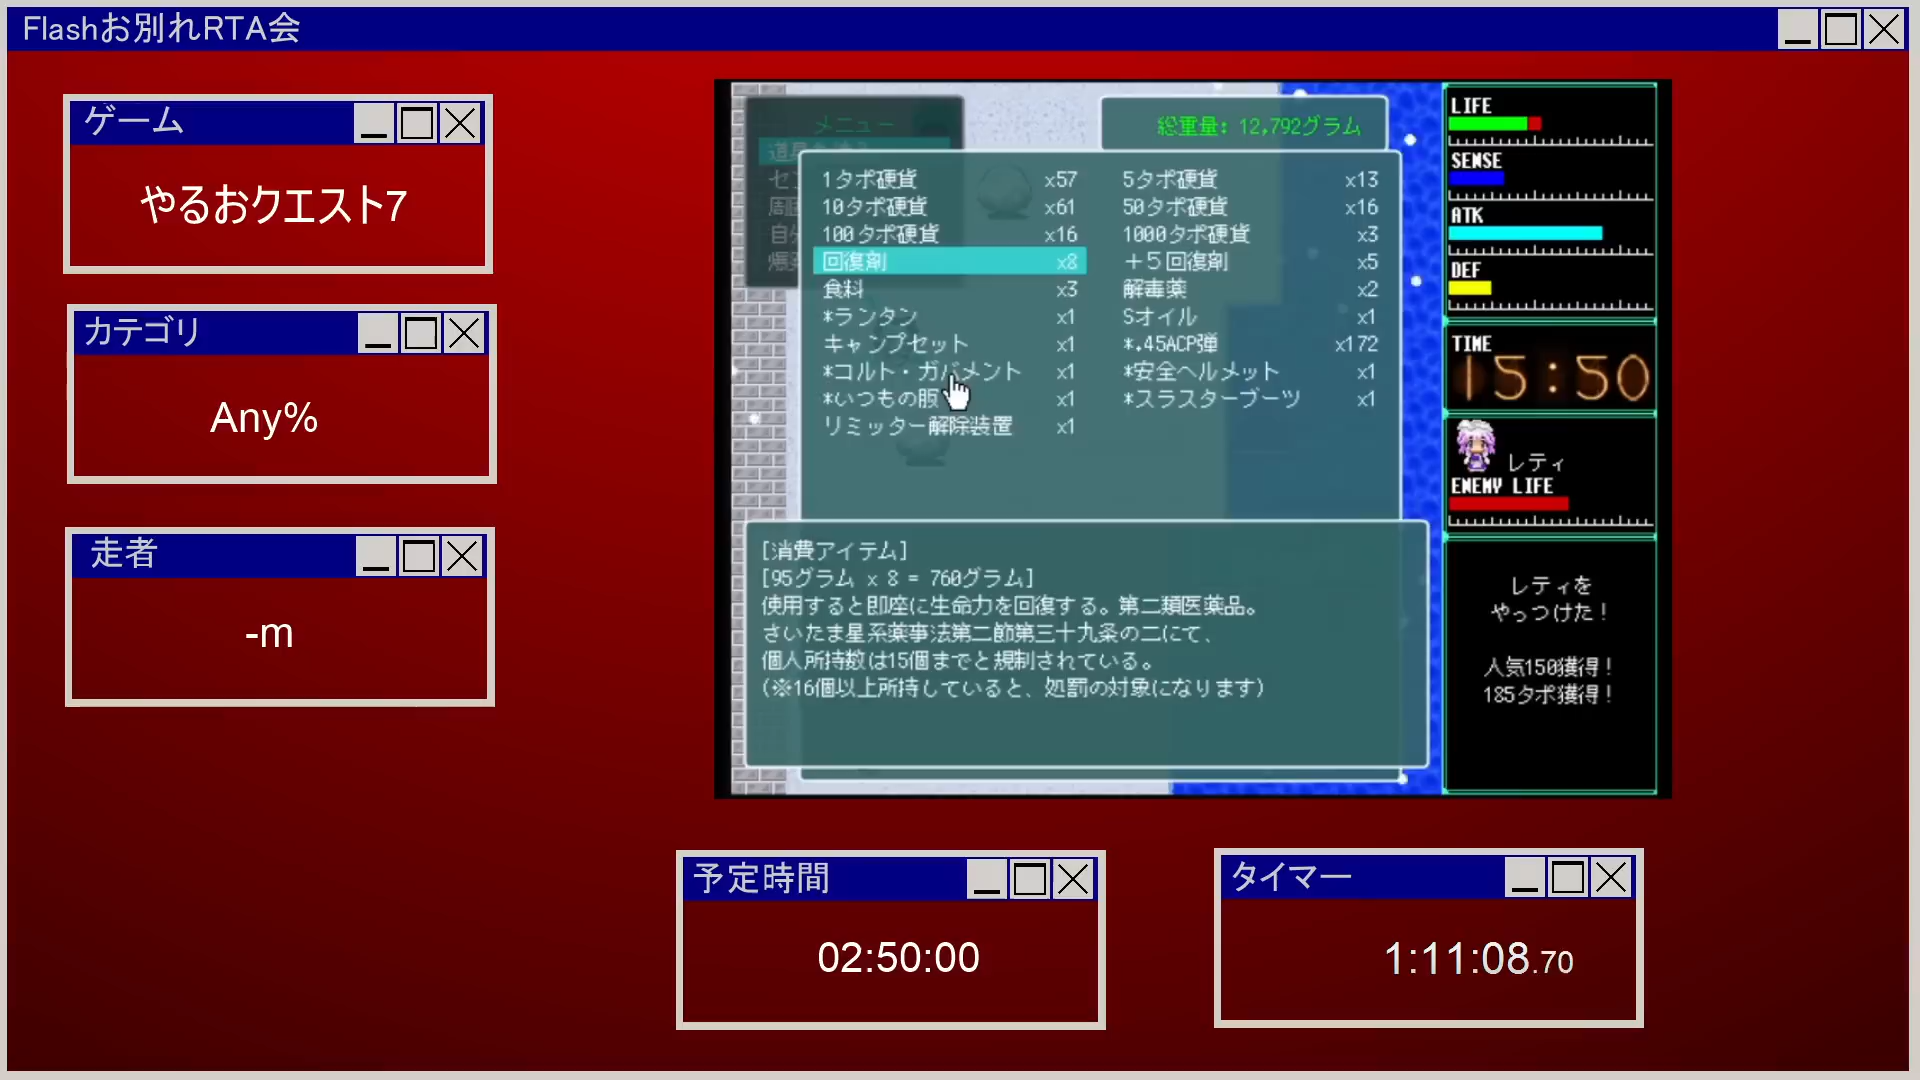 Flashお別れRTA会
ゲーム
やるおクエスト7
カテゴリ
Any%
走者
-m
メニュー
総重量: 12,792グラム
1タポ硬貨 x57 5タポ硬貨 x13
10タポ硬貨 x61 50タポ硬貨 x16
100タポ硬貨 x16 1000タポ硬貨 x3
回復剤 x8 +5回復剤 x5
食料 x3 解毒薬 x2
*ランタン x1 Sオイル x1
キャンプセット x1 *.45ACP弾 x172
*コルト・ガバメント x1 *安全ヘルメット x1
*いつもの服 x1 *スラスターブーツ x1
リミッター解除装置 x1
[消費アイテム]
[95グラム x 8 = 760グラム]
使用すると即座に生命力を回復する。第二類医薬品。
さいたま星系薬事法第二節第三十九条の二にて、
個人所持数は15個までと規制されている。
(※16個以上所持していると、処罰の対象になります)
LIFE
SENSE
ATK
DEF
TIME
15:50
レティ
ENEMY LIFE
レティを
やっつけた!
人気150獲得!
185タポ獲得!
予定時間
02:50:00
タイマー
1:11:08.70